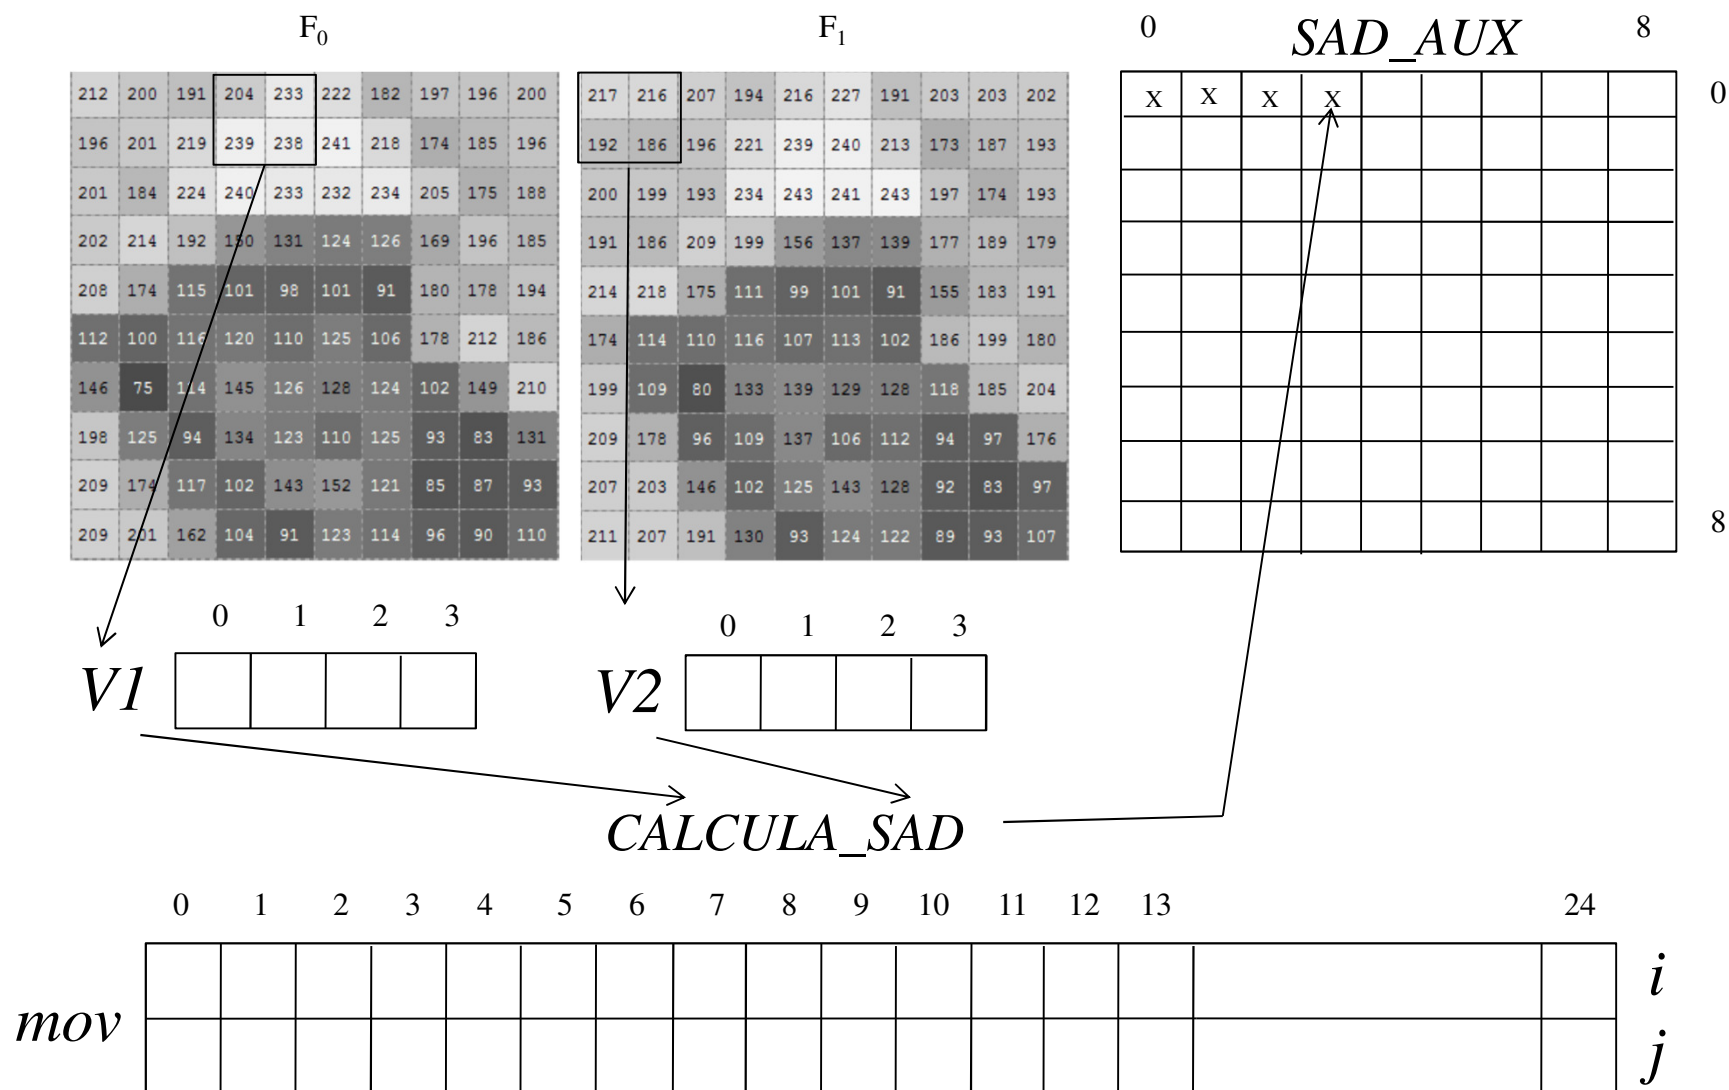 F0 F1 0 SAD_AUX 8
212 200 191 204 233 222 182 197 196 200 217 216 207 194 216 227 191 203 203 202 X X X X 0
196 201 219 239 238 241 218 174 185 196 192 186 196 221 239 240 213 173 187 193
201 184 224 240 233 232 234 205 175 188 200 199 193 234 243 241 243 197 174 193
202 214 192 150 131 124 126 169 196 185 191 186 209 199 156 137 139 177 189 179
208 174 115 101 98 101 91 180 178 194 214 218 175 111 99 101 91 155 183 191
112 100 116 120 110 125 106 178 212 186 174 114 110 116 107 113 102 186 199 180
146 75 114 145 126 128 124 102 149 210 199 109 80 133 139 129 128 118 185 204
198 125 94 134 123 110 125 93 83 131 209 178 96 109 137 106 112 94 97 176
209 174 117 102 143 152 121 85 87 93 207 203 146 102 125 143 128 92 83 97
209 201 162 104 91 123 114 96 90 110 211 207 191 130 93 124 122 89 93 107 8
0 1 2 3 0 1 2 3
V1 V2
CALCULA_SAD
0 1 2 3 4 5 6 7 8 9 10 11 12 13 24
i
mov
j